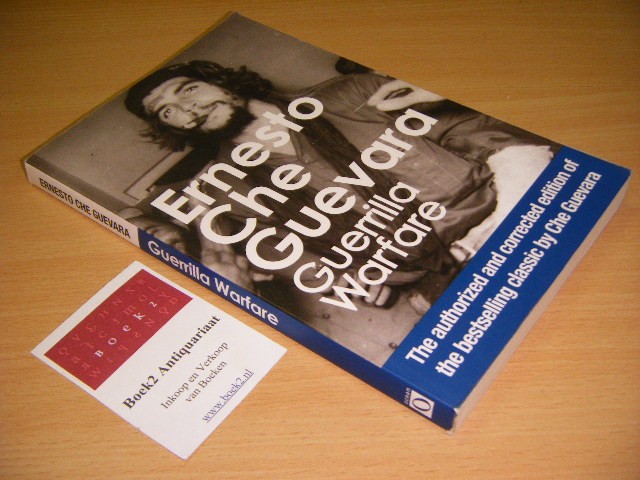 Ernesto
Che
Guevara
Guerrilla
Warfare
The authorized and corrected edition of
the bestselling classic by Che Guevara
ERNESTO CHE GUEVARA
Guerrilla Warfare
BOEK2
Boek2 Antiquariaat
Inkoop en Verkoop
van Boeken
www.boek2.nl